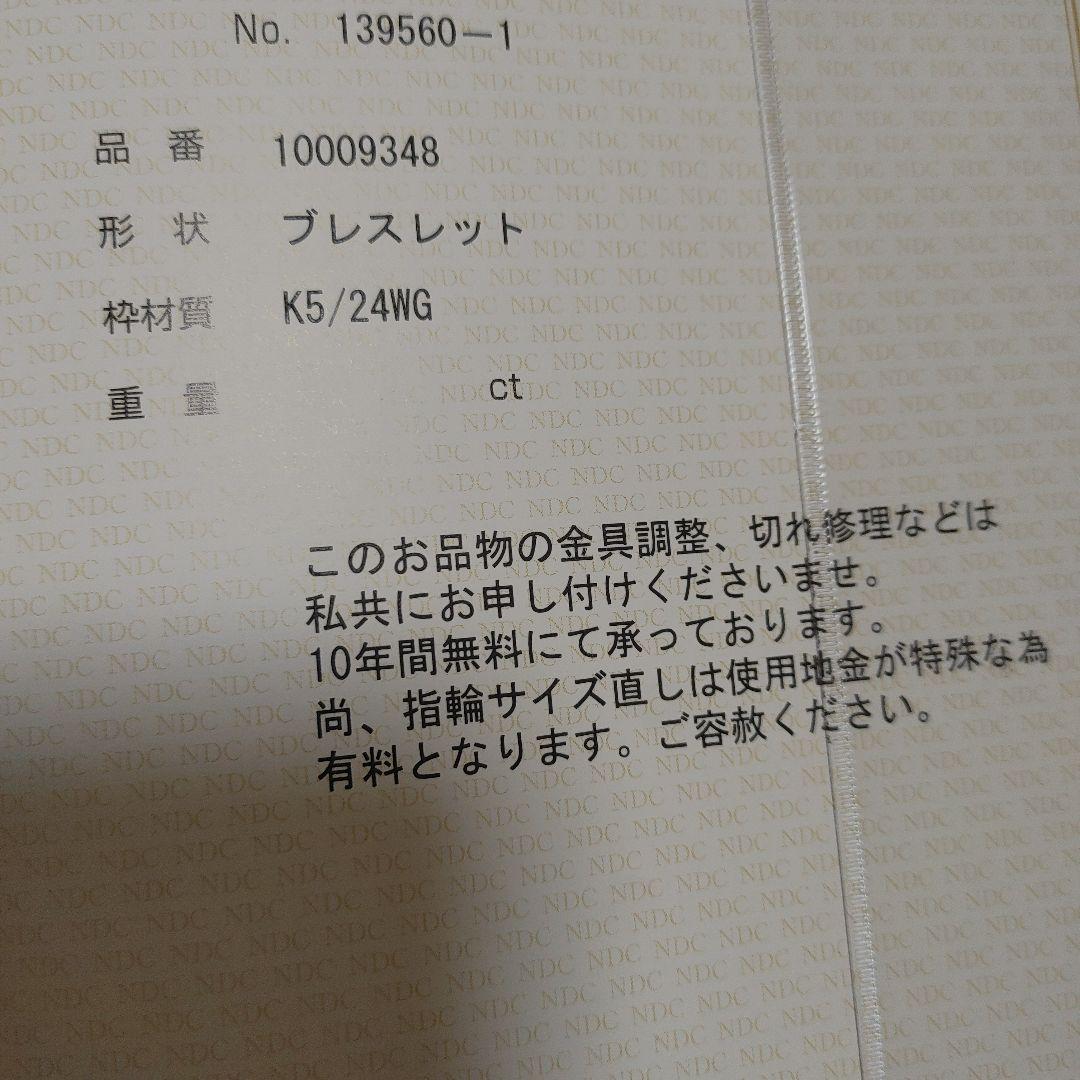 No. 139560－1
品 番 10009348
形 状 ブレスレット
枠材質 K5/24WG
重 量 ct
このお品物の金具調整、切れ修理などは
私共にお申し付けくださいませ。
10年間無料にて承っております。
尚、指輪サイズ直しは使用地金が特殊な為
有料となります。ご容赦ください。